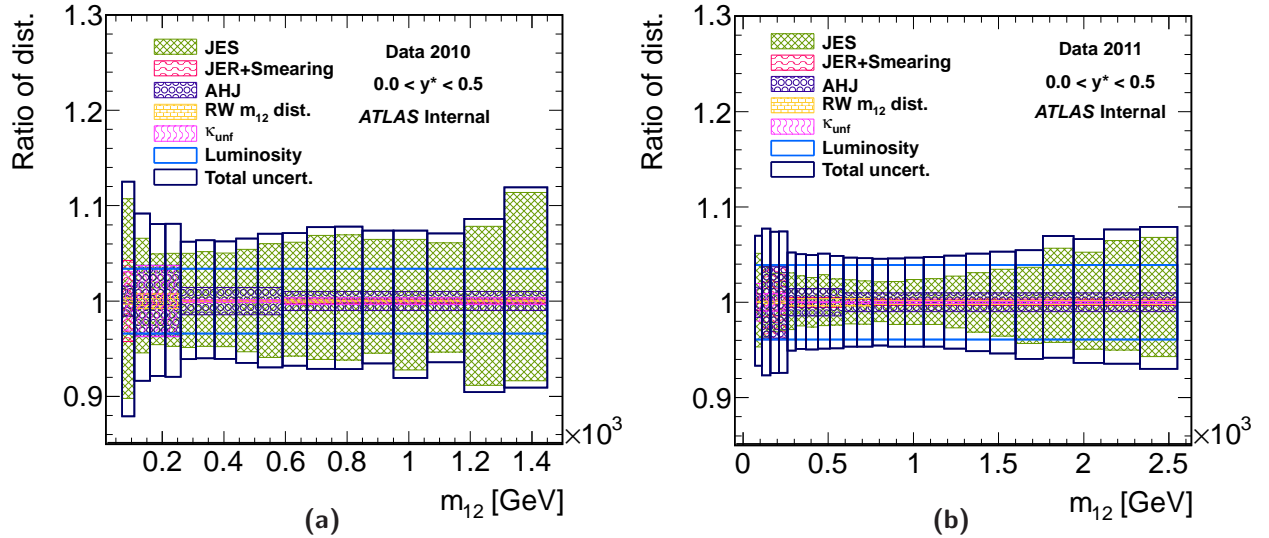 Ratio of dist.
1.3
1.2
1.1
1
0.9
JES
JER+Smearing
AHJ
RW m12 dist.
κunf
Luminosity
Total uncert.
Data 2010
0.0 < y* < 0.5
ATLAS Internal
0.2 0.4 0.6 0.8 1 1.2 1.4
×10³
m12 [GeV]
(a)
Ratio of dist.
1.3
1.2
1.1
1
0.9
JES
JER+Smearing
AHJ
RW m12 dist.
κunf
Luminosity
Total uncert.
Data 2011
0.0 < y* < 0.5
ATLAS Internal
0 0.5 1 1.5 2 2.5
×10³
m12 [GeV]
(b)